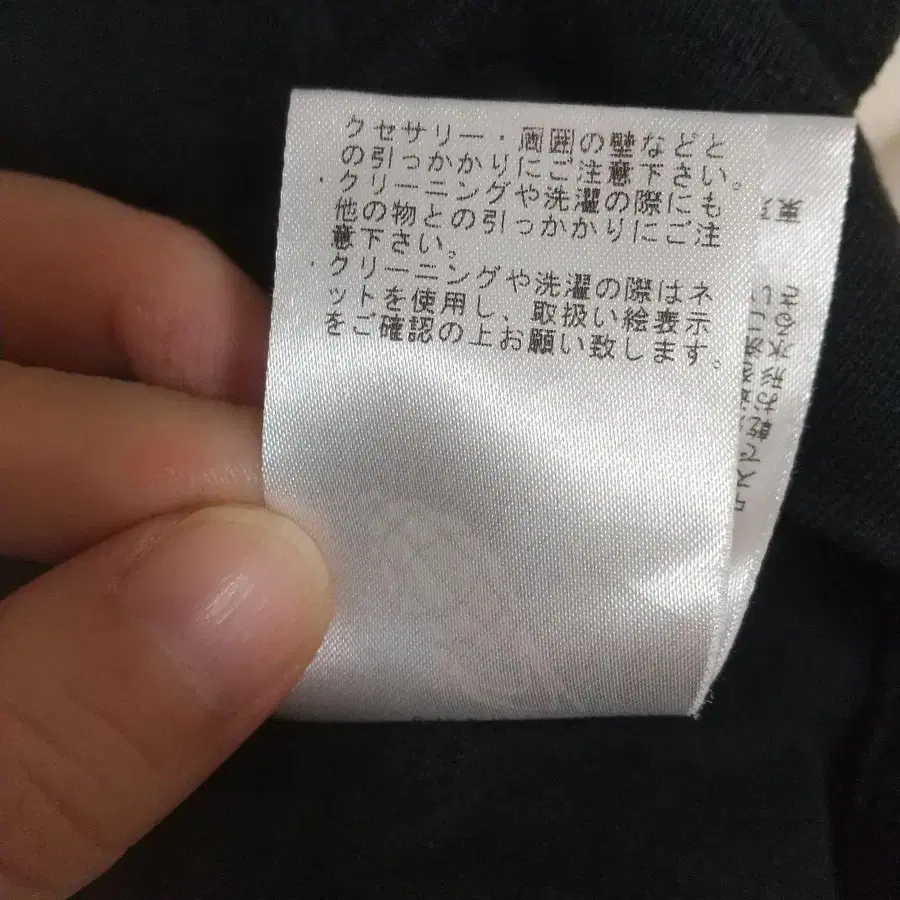 クセサリー・周囲の壁などと
の引っかかりにご注意下さい。
・クリーニングや洗濯の際にも
他の物との引っかかりにご注
意下さい。
・クリーニングや洗濯の際はネ
ットを使用し、取扱い絵表示
をご確認の上お願い致します。
東